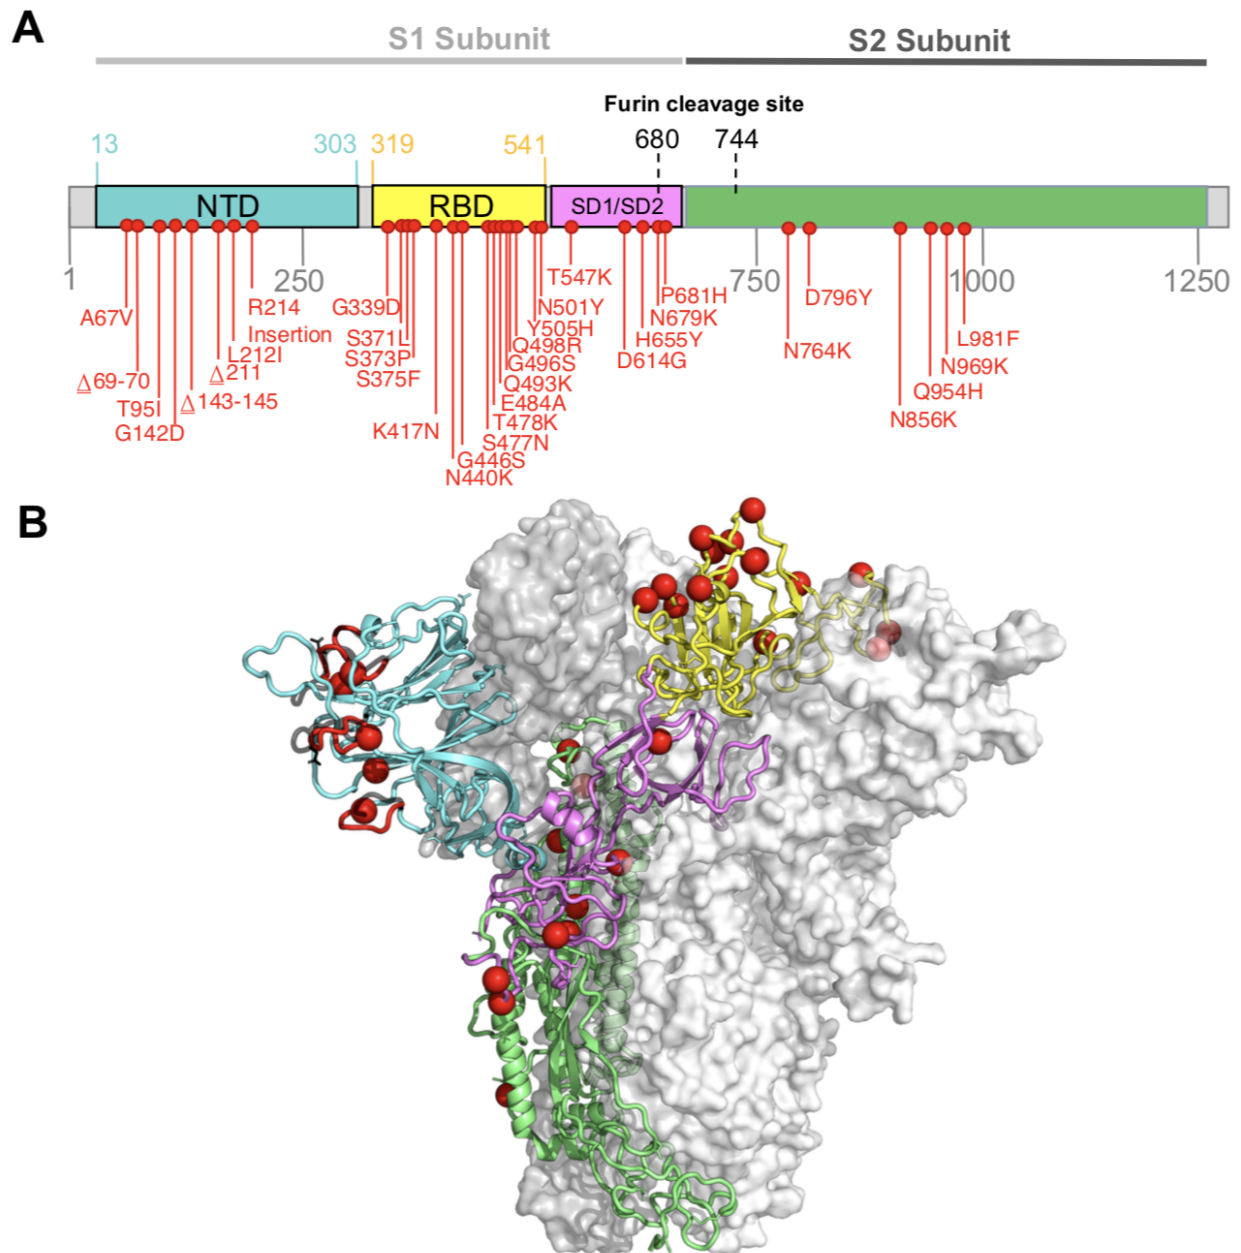 A
S1 Subunit
S2 Subunit
Furin cleavage site
13
303
319
541
680
744
NTD
RBD
SD1/SD2
1
250
750
1000
1250
A67V
Δ69-70
T95I
G142D
Δ143-145
Δ211
L212I
R214
Insertion
G339D
S371L
S373P
S375F
K417N
N440K
G446S
S477N
T478K
E484A
Q493K
G496S
Q498R
Y505H
N501Y
T547K
D614G
H655Y
N679K
P681H
N764K
D796Y
N856K
Q954H
N969K
L981F
B